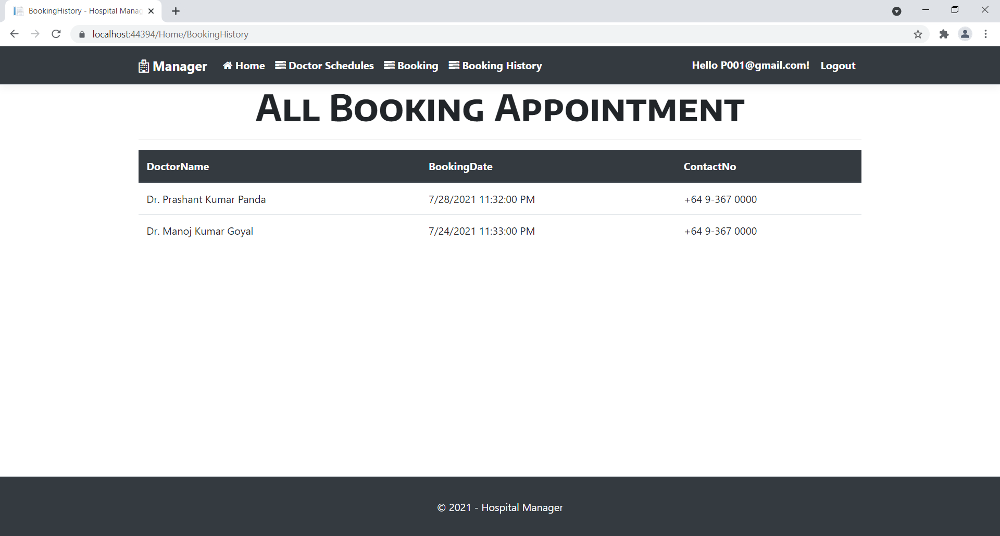 BookingHistory - Hospital Manag
localhost:44394/Home/BookingHistory
Manager Home Doctor Schedules Booking Booking History Hello P001@gmail.com! Logout
All Booking Appointment
DoctorName BookingDate ContactNo
Dr. Prashant Kumar Panda 7/28/2021 11:32:00 PM +64 9-367 0000
Dr. Manoj Kumar Goyal 7/24/2021 11:33:00 PM +64 9-367 0000
© 2021 - Hospital Manager